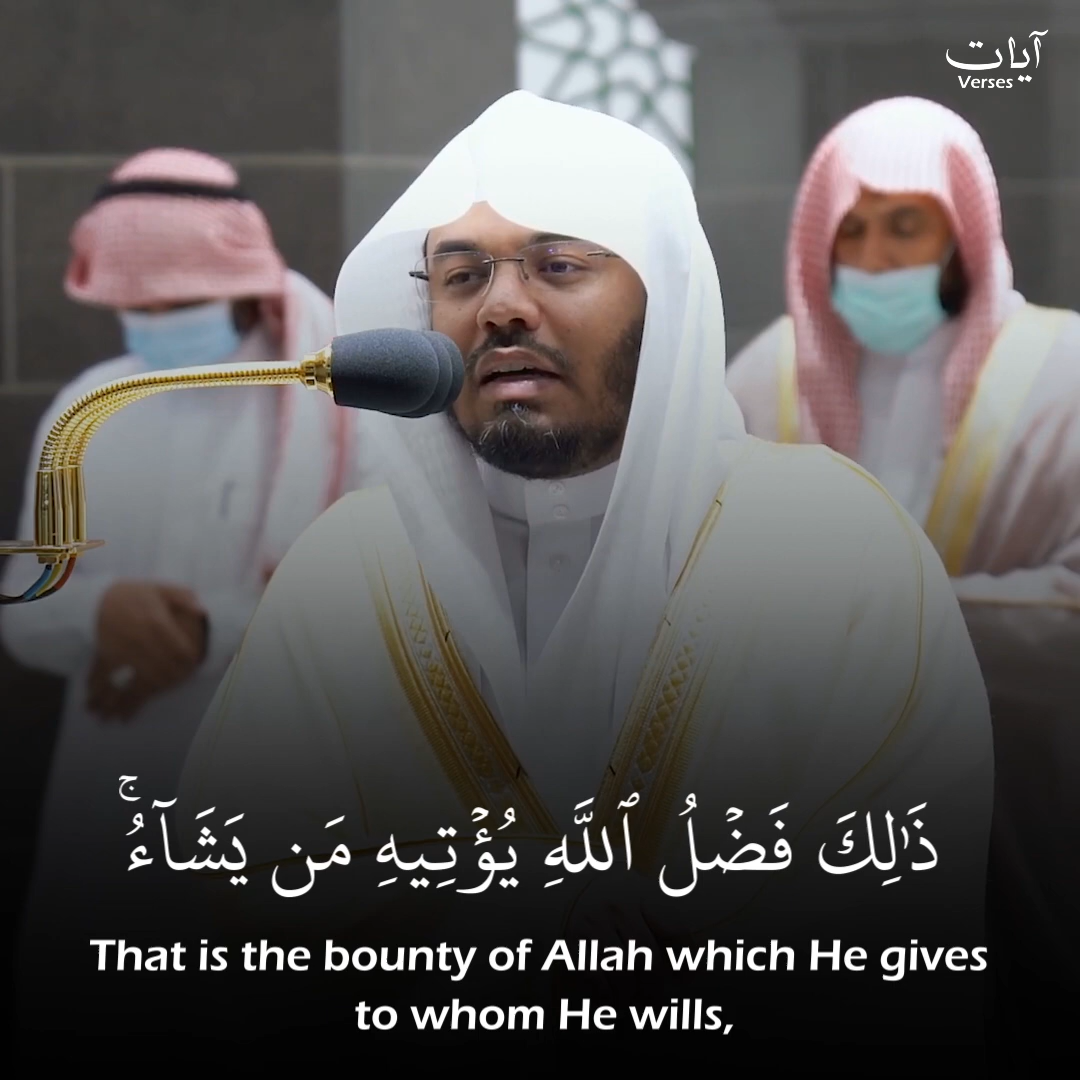 آيات
Verses
ذَٰلِكَ فَضْلُ ٱللَّهِ يُؤْتِيهِ مَن يَشَآءُ ۚ
That is the bounty of Allah which He gives
to whom He wills,